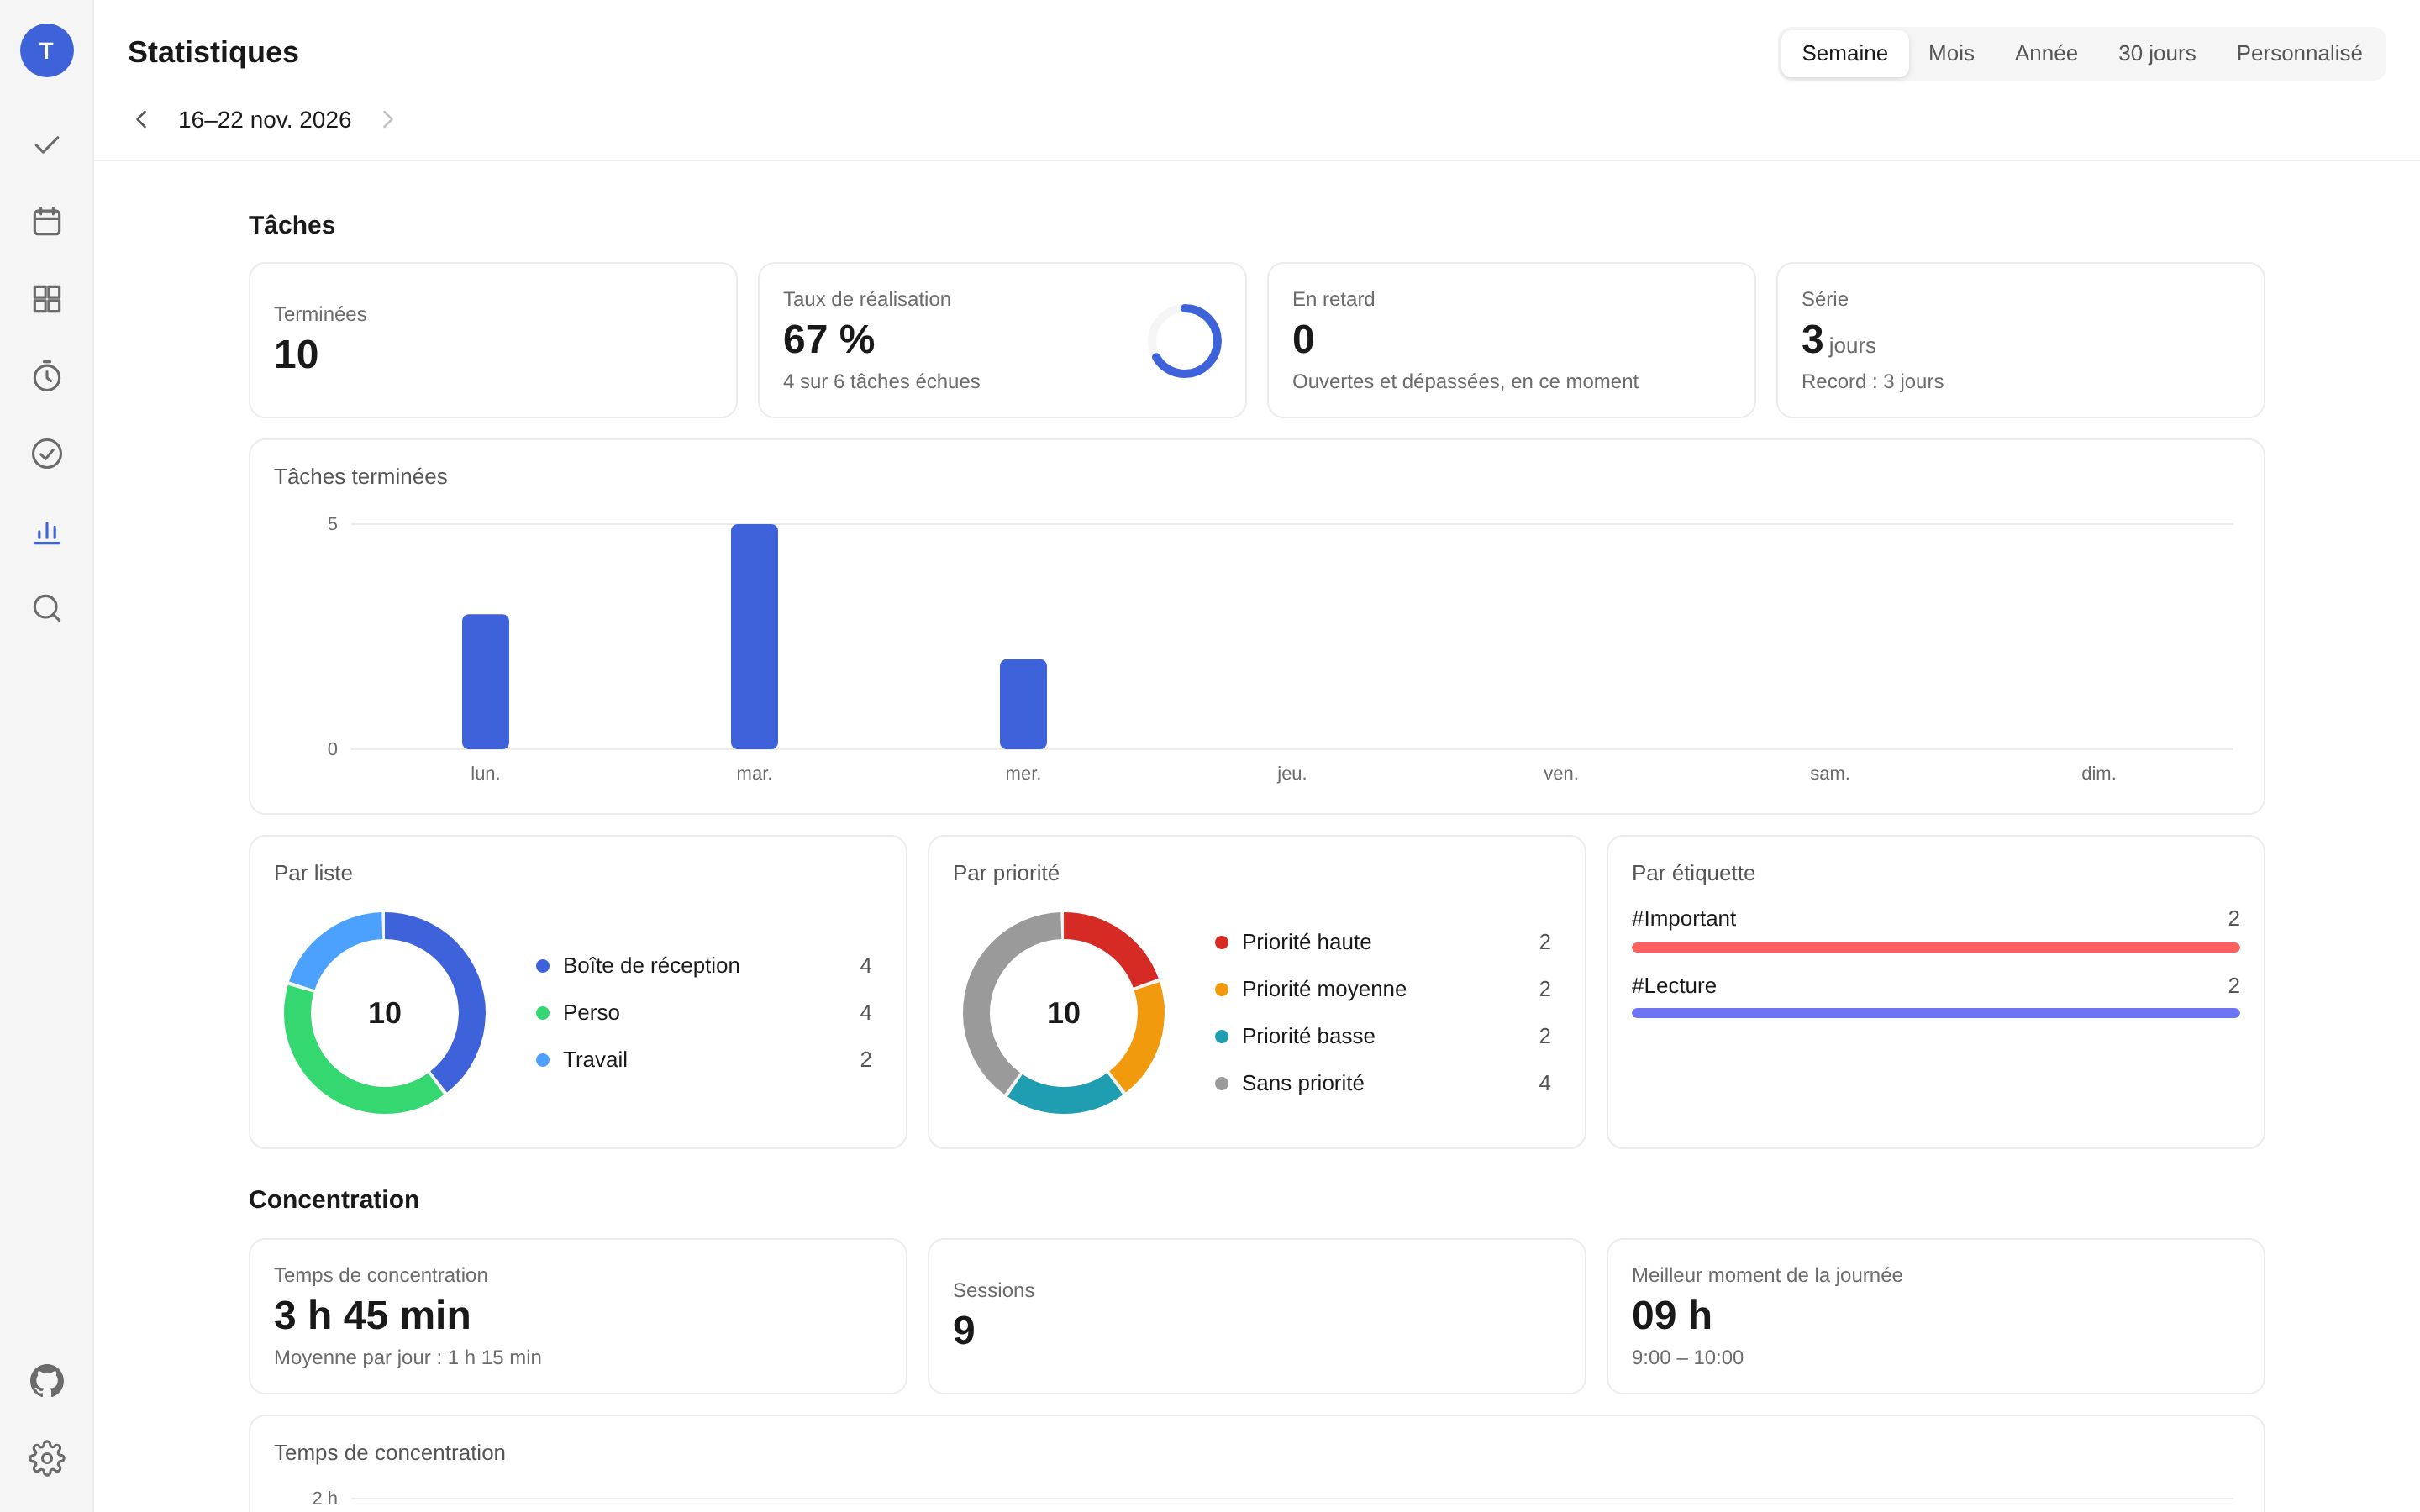 T
Statistiques
Semaine Mois Année 30 jours Personnalisé
16–22 nov. 2026
Tâches
Terminées
10
Taux de réalisation
67 %
4 sur 6 tâches échues
En retard
0
Ouvertes et dépassées, en ce moment
Série
3 jours
Record : 3 jours
Tâches terminées
5
0
lun. mar. mer. jeu. ven. sam. dim.
Par liste
10
Boîte de réception 4
Perso 4
Travail 2
Par priorité
10
Priorité haute 2
Priorité moyenne 2
Priorité basse 2
Sans priorité 4
Par étiquette
#Important 2
#Lecture 2
Concentration
Temps de concentration
3 h 45 min
Moyenne par jour : 1 h 15 min
Sessions
9
Meilleur moment de la journée
09 h
9:00 – 10:00
Temps de concentration
2 h